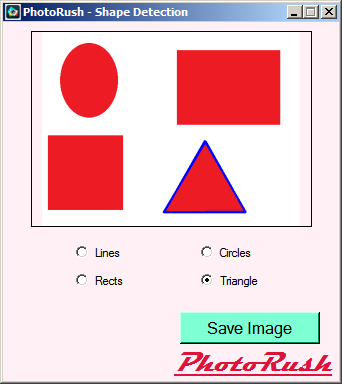 PhotoRush - Shape Detection
Lines
Circles
Rects
Triangle
Save Image
PhotoRush